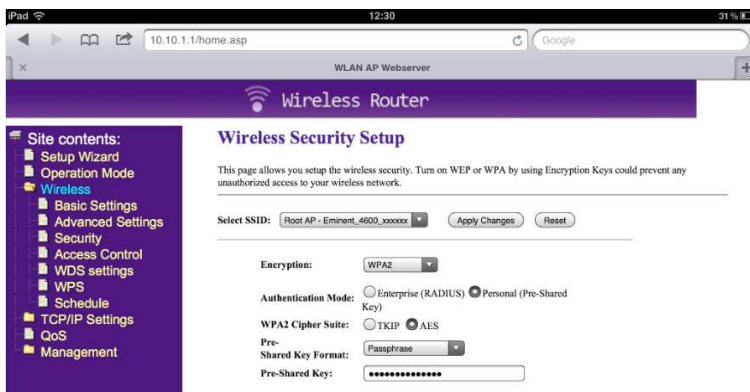 iPad 12:30 31 %
10.10.1.1/home.asp Google
WLAN AP Webserver
Wireless Router
Site contents:
Setup Wizard
Operation Mode
Wireless
Basic Settings
Advanced Settings
Security
Access Control
WDS settings
WPS
Schedule
TCP/IP Settings
QoS
Management
Wireless Security Setup
This page allows you setup the wireless security. Turn on WEP or WPA by using Encryption Keys could prevent any
unauthorized access to your wireless network.
Select SSID: Root AP - Eminent_4600_xxxxxx Apply Changes Reset
Encryption: WPA2
Authentication Mode: Enterprise (RADIUS) Personal (Pre-Shared
Key)
WPA2 Cipher Suite: TKIP AES
Pre-
Shared Key Format: Passphrase
Pre-Shared Key: ••••••••••••••